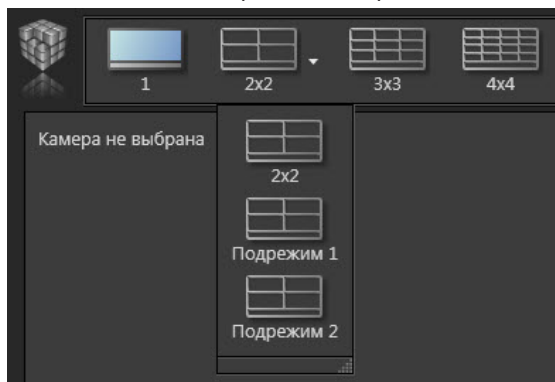 1
2x2
3x3
4x4
Камера не выбрана
2x2
Подрежим 1
Подрежим 2